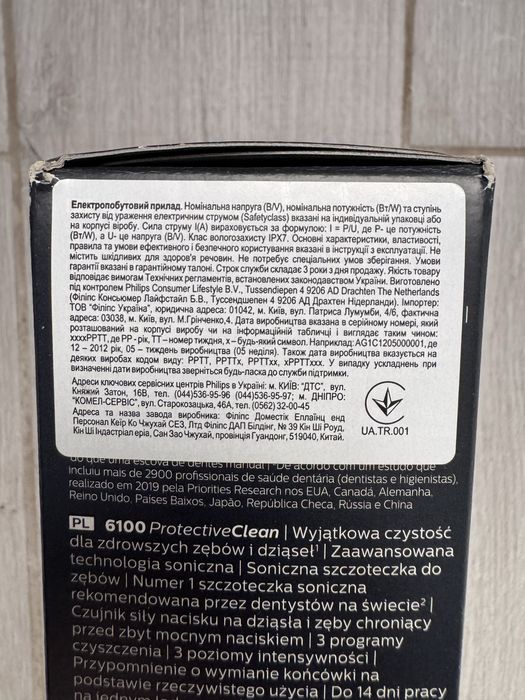 Електропобутовий прилад. Номінальна напруга (B/V), номінальна потужність (Вт/W) та ступінь
захисту від ураження електричним струмом (Safetyclass) вказані на індивідуальній упаковці або
на корпусі виробу. Сила струму I(A) вираховується за формулою: I = P/U, де P- це потужність
(Вт/W), а U- це напруга (B/V). Клас вологозахисту IPX7. Основні характеристики, властивості,
правила та умови ефективного і безпечного користування вказані в інструкції з експлуатації. Не
містить шкідливих для здоров'я речовин. Не потребує спеціальних умов зберігання. Умови
гарантії вказані в гарантійному талоні. Строк служби складає 3 роки з дня продажу. Якість товару
відповідає вимогам Технічних регламентів, встановлених законодавством України. Виготовлено
під контролем Philips Consumer Lifestyle B.V., Tussendiepen 4 9206 AD Drachten The Netherlands
(Філіпс Консьюмер Лайфстайл Б.В., Туссендшепен 4 9206 АД Драхтен Нідерланди). Імпортер:
ТОВ "Філіпс Україна", юридична адреса: 01042, м. Київ, вул. Патриса Лумумби, 4/6, фактична
адреса: 03038, м. Київ, вул. М.Грінченко,4. Дата виробництва вказана в серійному номері, який
розташований на корпусі виробу чи на інформаційній табличці і виглядає таким чином:
xxxxPPTT, де PP - рік, TT – номер тиждня, x – будь-який символ. Наприклад: AG1C1205000001, де
12 – 2012 рік, 05 – тиждень виробництва (05 неділя). Також дата виробництва вказується на
деяких виробах кодом виду: PPTT, PPTTx, PPTTxx, xPPTTxxx. У випадку ускладнень при
визначенні дати виробництва зверніться будь-ласка до служби підтримки.
Адреси ключових сервісних центрів Philips в Україні: м. КИЇВ: "ДТС", вул.
Княжий Затон, 16В, тел. (044)536-95-96 (044)536-95-97; м. ДНІПРО:
"КОМЕЛ-СЕРВІС", вул. Старокозацька, 46А, тел.(0562) 32-00-45
Адреса та назва завода виробника: Філіпс Доместік Еплаїнц енд
Персонал Кеір Ко Чжухай СЕЗ, Лтд Філіпс ДАП Білдінг, № 39 Кін Ші Роуд,
Кін Ші Індастріел ерів, Сан Зао Чжухай, провінція Гуандонг, 519040, Китай.
UA.TR.001
do que uma escova de dentes manual | ²De acordo com um estudo que
incluiu mais de 2900 profissionais de saúde dentária (dentistas e higienistas),
realizado em 2019 pela Priorities Research nos EUA, Canadá, Alemanha,
Reino Unido, Países Baixos, Japão, República Checa, Rússia e China
PL 6100 ProtectiveClean | Wyjątkowa czystość
dla zdrowszych zębów i dziąseł¹ | Zaawansowana
technologia soniczna | Soniczna szczoteczka do
zębów | Numer 1 szczoteczka soniczna
rekomendowana przez dentystów na świecie² |
Czujnik siły nacisku na dziąsła i zęby chroniący
przed zbyt mocnym naciskiem | 3 programy
czyszczenia | 3 poziomy intensywności |
Przypomnienie o wymianie końcówki na
podstawie rzeczywistego użycia | Do 14 dni pracy
na jednym